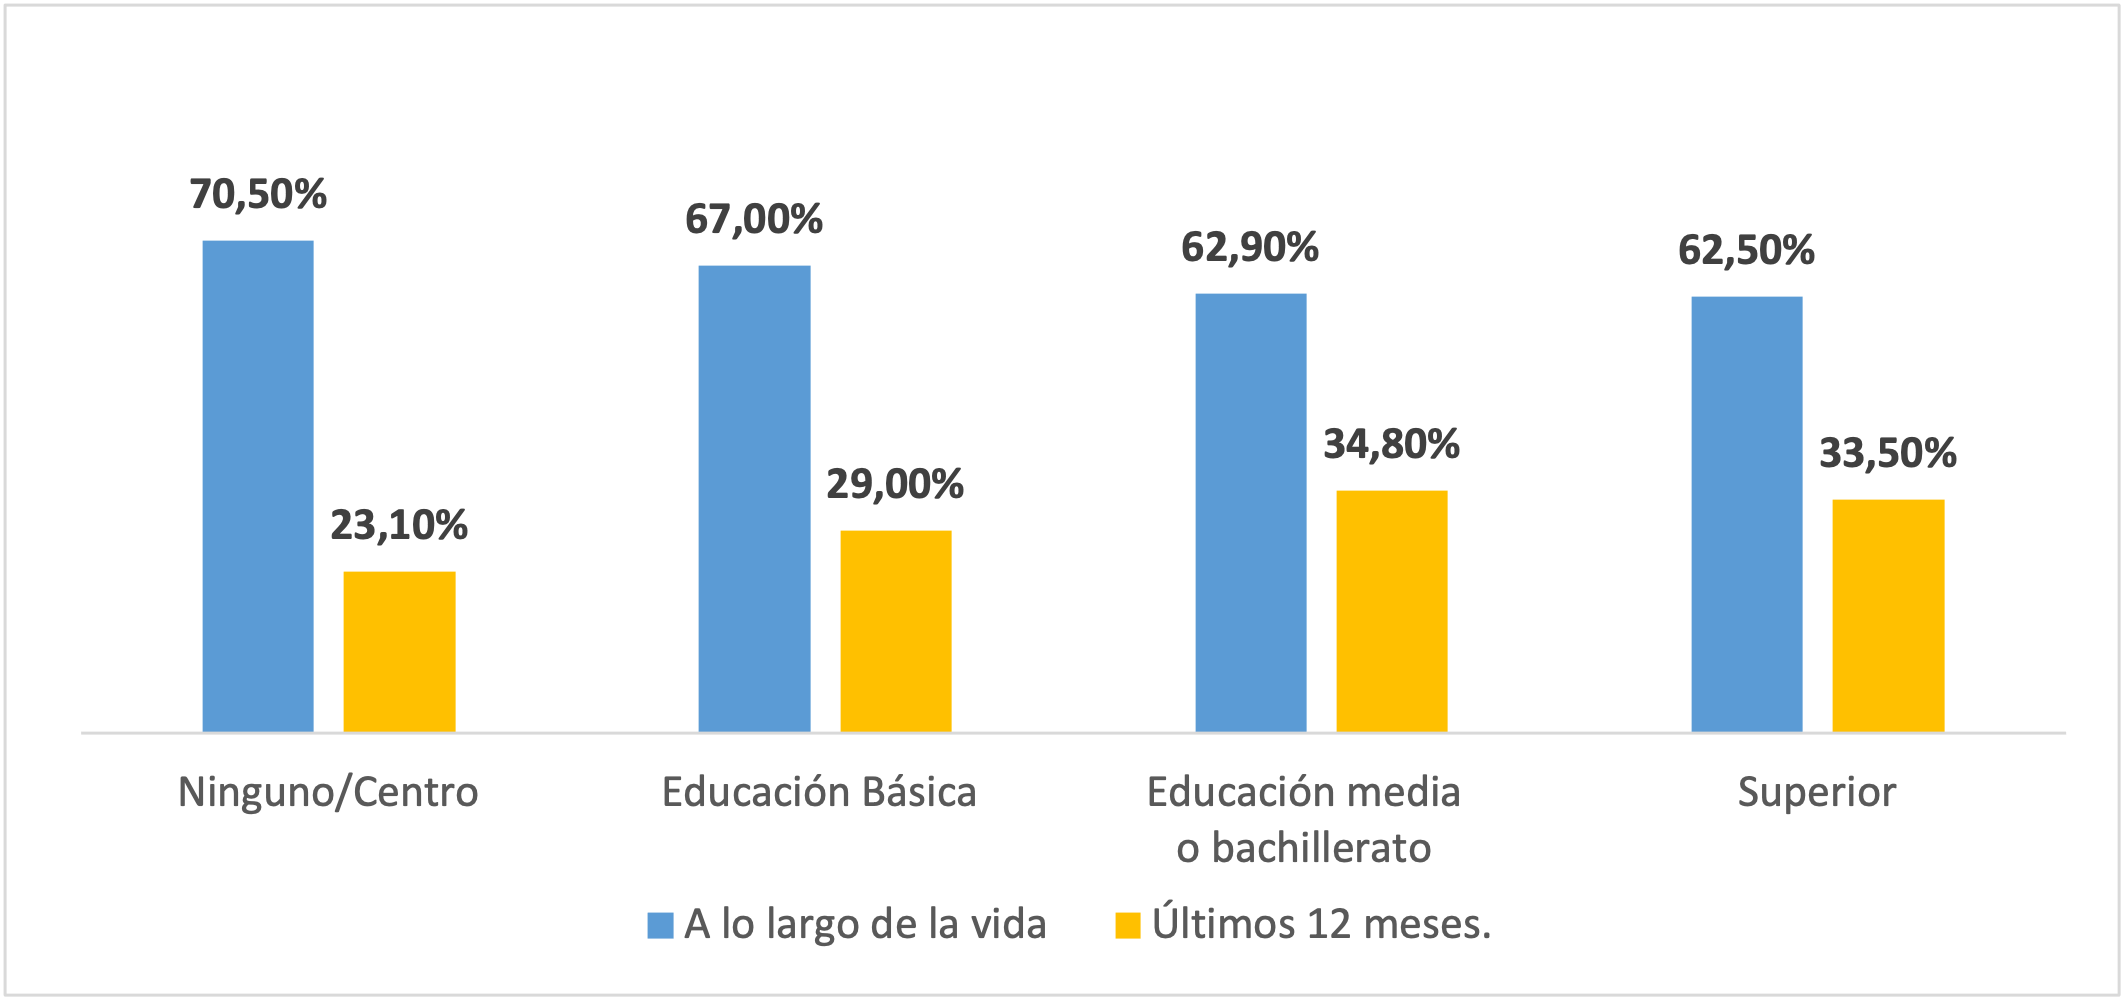 70,50%
67,00%
62,90%
62,50%
23,10%
29,00%
34,80%
33,50%
Ninguno/Centro
Educación Básica
Educación media
o bachillerato
Superior
A lo largo de la vida
Últimos 12 meses.